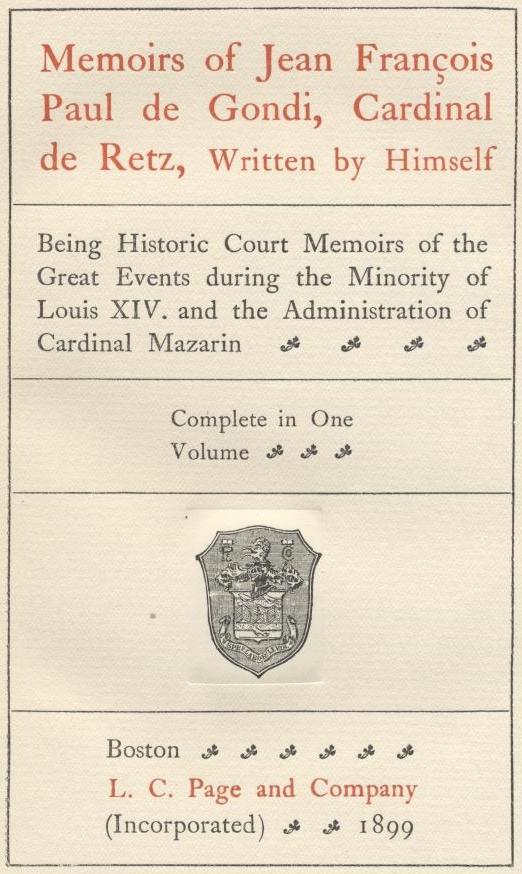 Memoirs of Jean François
Paul de Gondi, Cardinal
de Retz, Written by Himself
Being Historic Court Memoirs of the
Great Events during the Minority of
Louis XIV. and the Administration of
Cardinal Mazarin
Complete in One
Volume
P C
Boston
L. C. Page and Company
(Incorporated) 1899